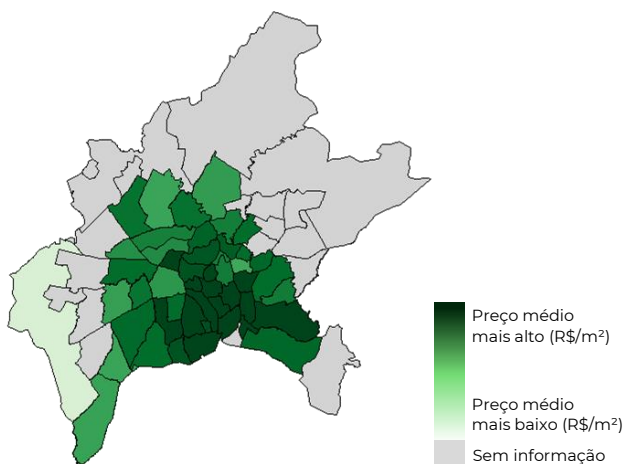 Preço médio
mais alto (R$/m²)
Preço médio
mais baixo (R$/m²)
Sem informação